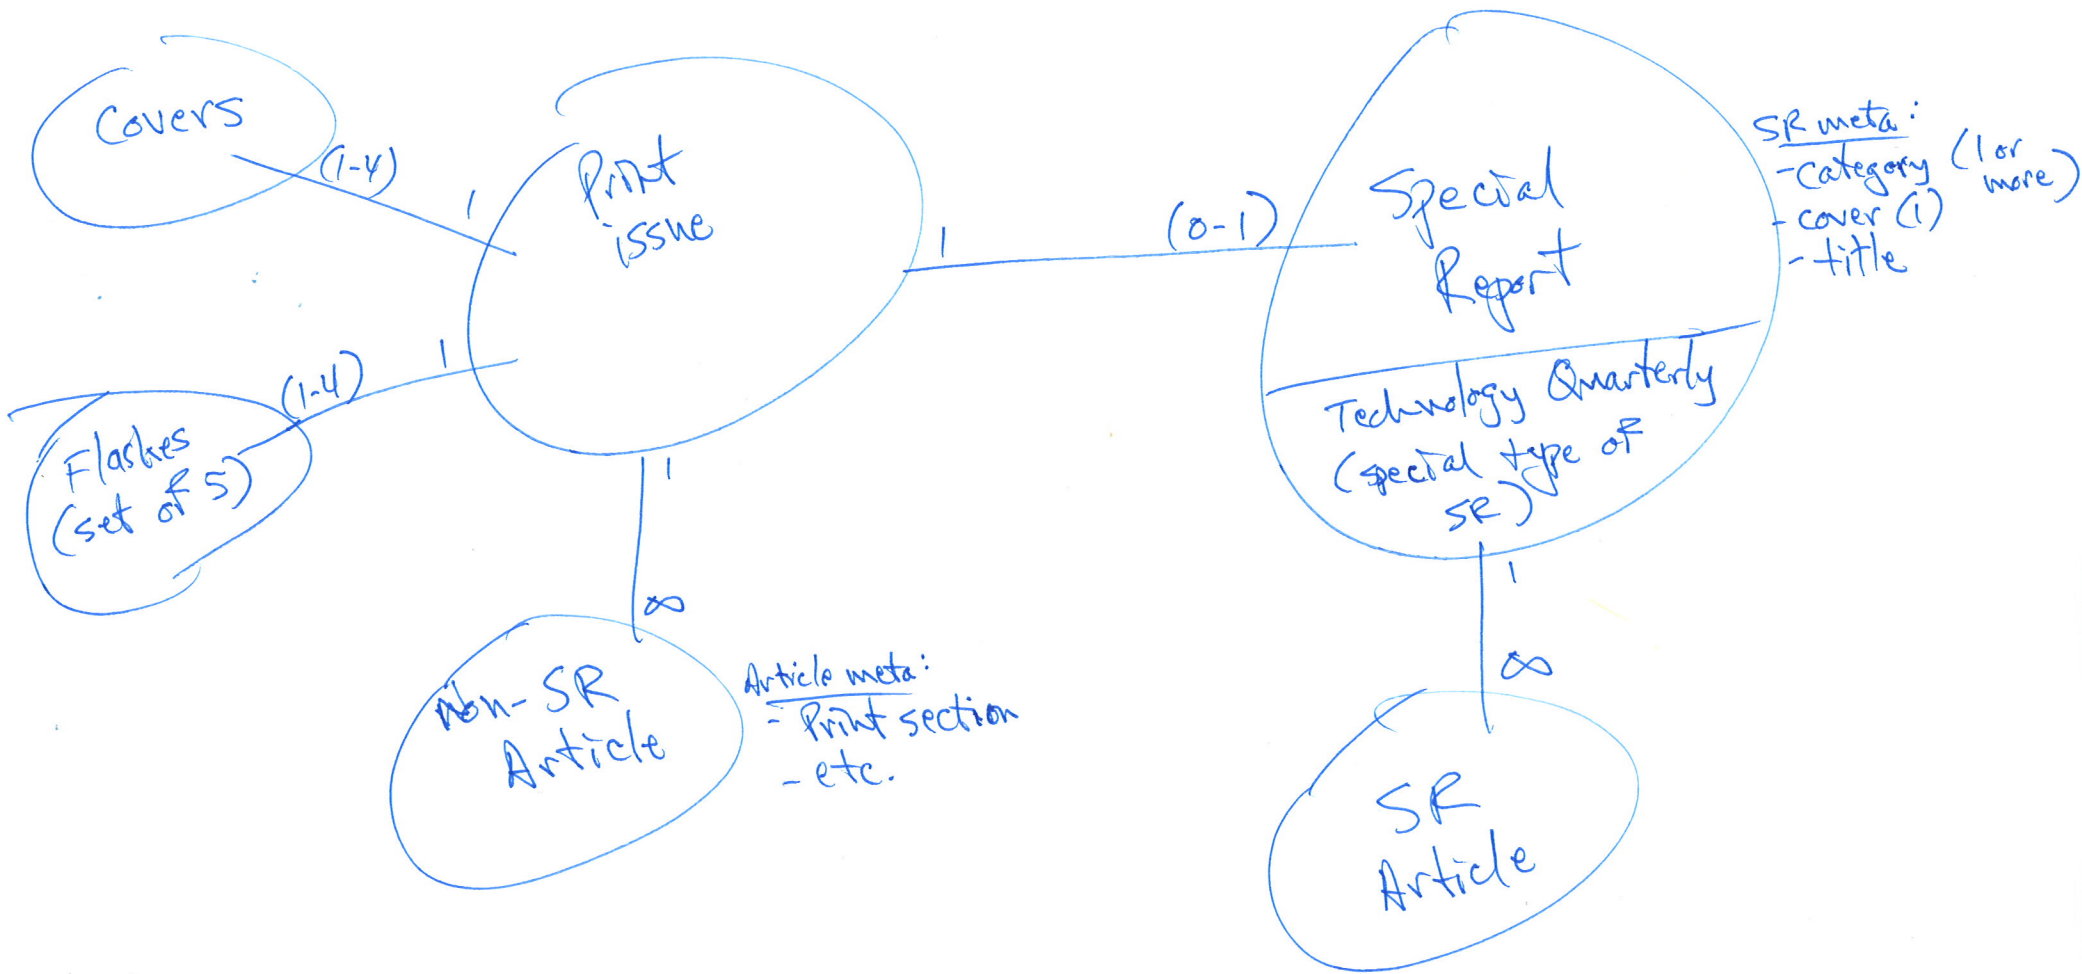 Covers
(1-4)
1
Print
issue
1
(0-1)
Special
Report
SR meta:
- Category (1 or more)
- cover (1)
- title
Flashes
(set of 5)
(1-4)
1
Technology Quarterly
(special type of
SR)
1
∞
Non-SR
Article
Article meta:
- Print section
- etc.
1
∞
SR
Article